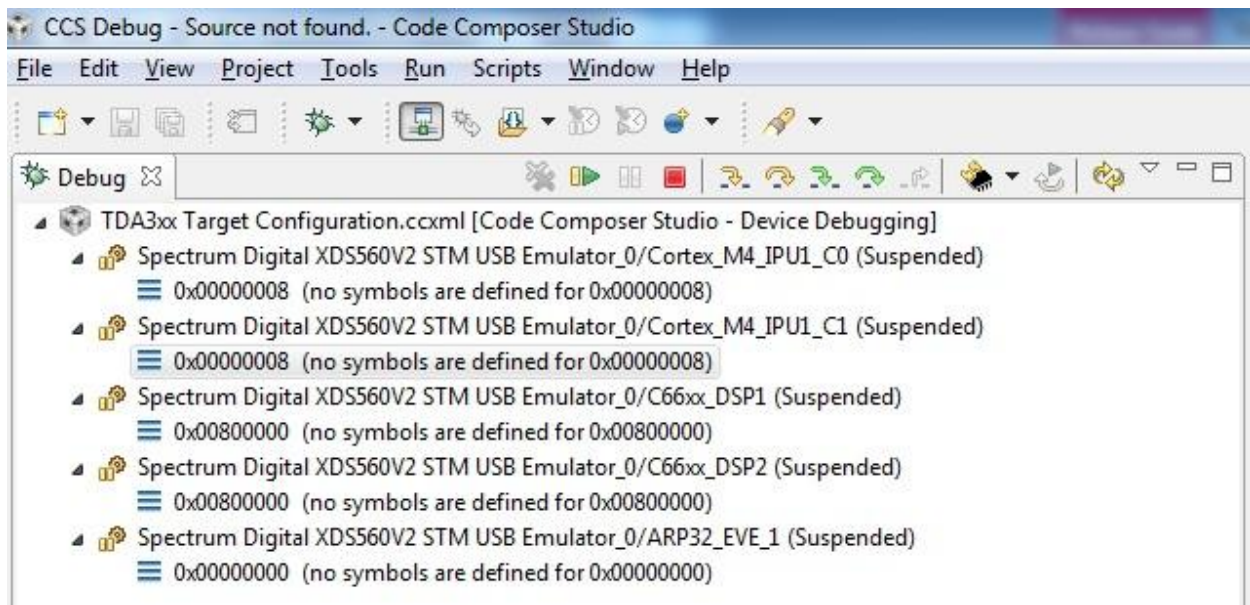 CCS Debug - Source not found. - Code Composer Studio
File Edit View Project Tools Run Scripts Window Help
Debug
TDA3xx Target Configuration.ccxml [Code Composer Studio - Device Debugging]
Spectrum Digital XDS560V2 STM USB Emulator_0/Cortex_M4_IPU1_C0 (Suspended)
0x00000008 (no symbols are defined for 0x00000008)
Spectrum Digital XDS560V2 STM USB Emulator_0/Cortex_M4_IPU1_C1 (Suspended)
0x00000008 (no symbols are defined for 0x00000008)
Spectrum Digital XDS560V2 STM USB Emulator_0/C66xx_DSP1 (Suspended)
0x00800000 (no symbols are defined for 0x00800000)
Spectrum Digital XDS560V2 STM USB Emulator_0/C66xx_DSP2 (Suspended)
0x00800000 (no symbols are defined for 0x00800000)
Spectrum Digital XDS560V2 STM USB Emulator_0/ARP32_EVE_1 (Suspended)
0x00000000 (no symbols are defined for 0x00000000)